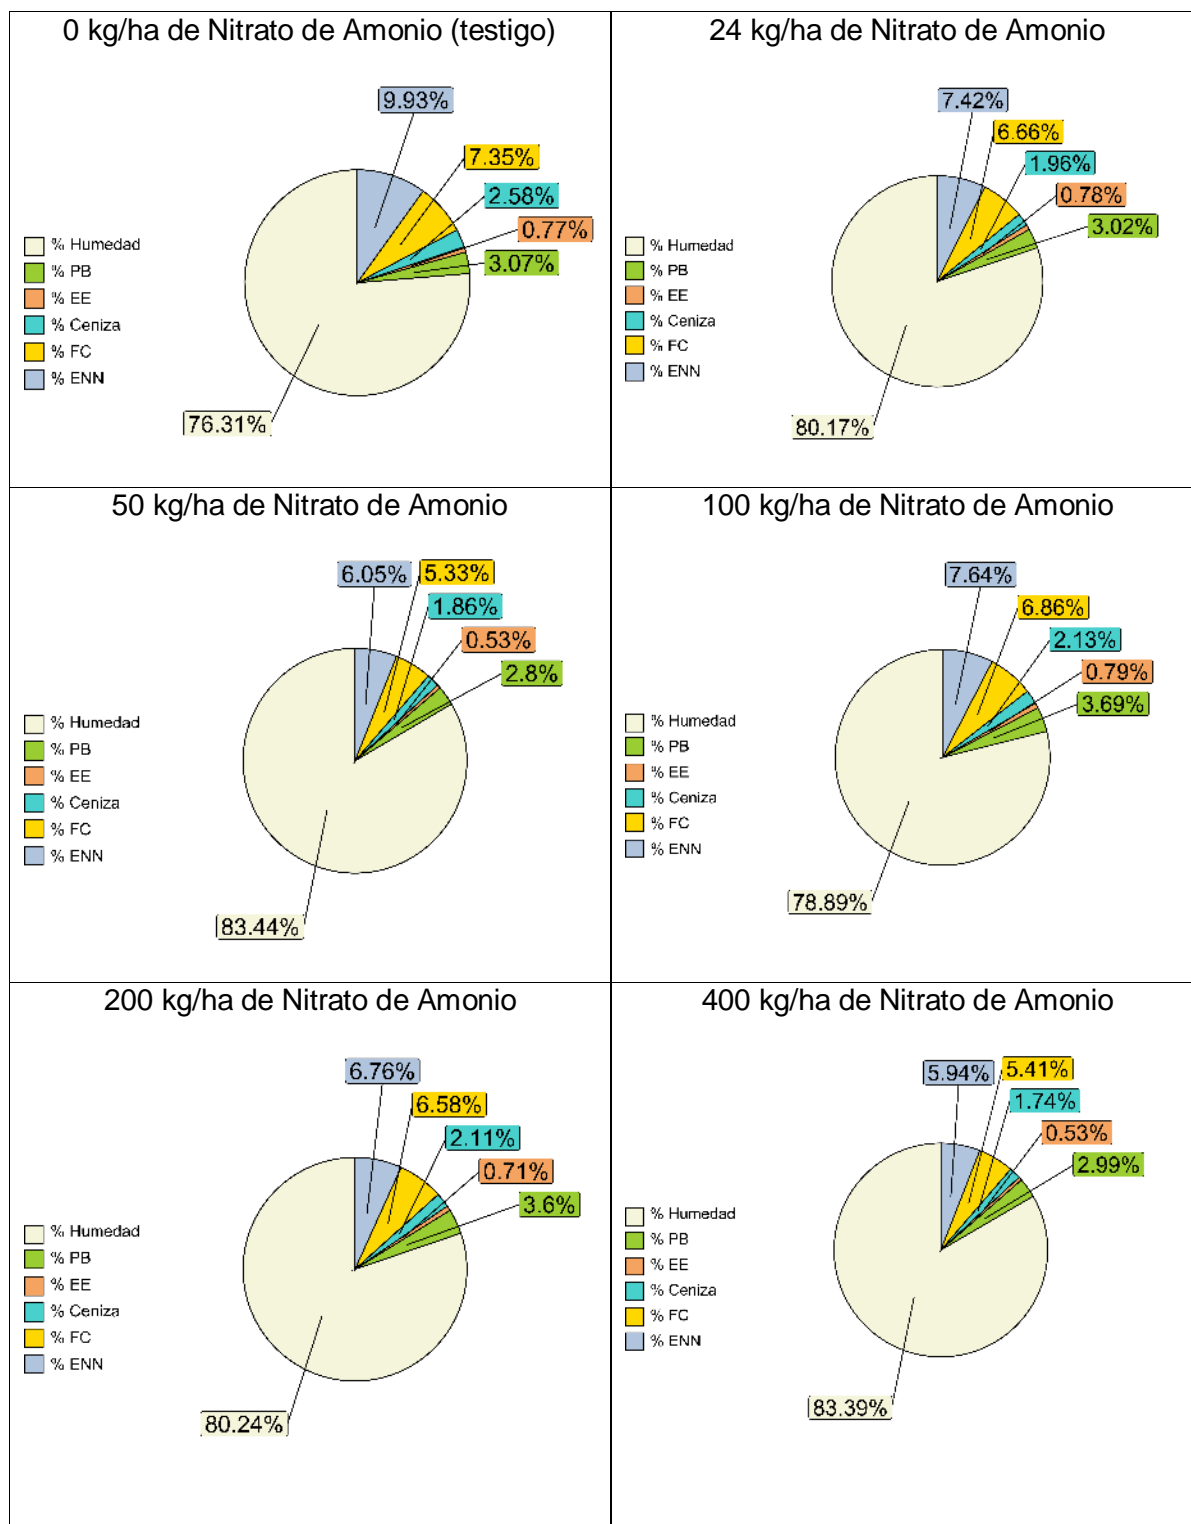 0 kg/ha de Nitrato de Amonio (testigo)
9.93%
7.35%
2.58%
0.77%
3.07%
76.31%
% Humedad
% PB
% EE
% Ceniza
% FC
% ENN
24 kg/ha de Nitrato de Amonio
7.42%
6.66%
1.96%
0.78%
3.02%
80.17%
% Humedad
% PB
% EE
% Ceniza
% FC
% ENN
50 kg/ha de Nitrato de Amonio
6.05%
5.33%
1.86%
0.53%
2.8%
83.44%
% Humedad
% PB
% EE
% Ceniza
% FC
% ENN
100 kg/ha de Nitrato de Amonio
7.64%
6.86%
2.13%
0.79%
3.69%
78.89%
% Humedad
% PB
% EE
% Ceniza
% FC
% ENN
200 kg/ha de Nitrato de Amonio
6.76%
6.58%
2.11%
0.71%
3.6%
80.24%
% Humedad
% PB
% EE
% Ceniza
% FC
% ENN
400 kg/ha de Nitrato de Amonio
5.94%
5.41%
1.74%
0.53%
2.99%
83.39%
% Humedad
% PB
% EE
% Ceniza
% FC
% ENN